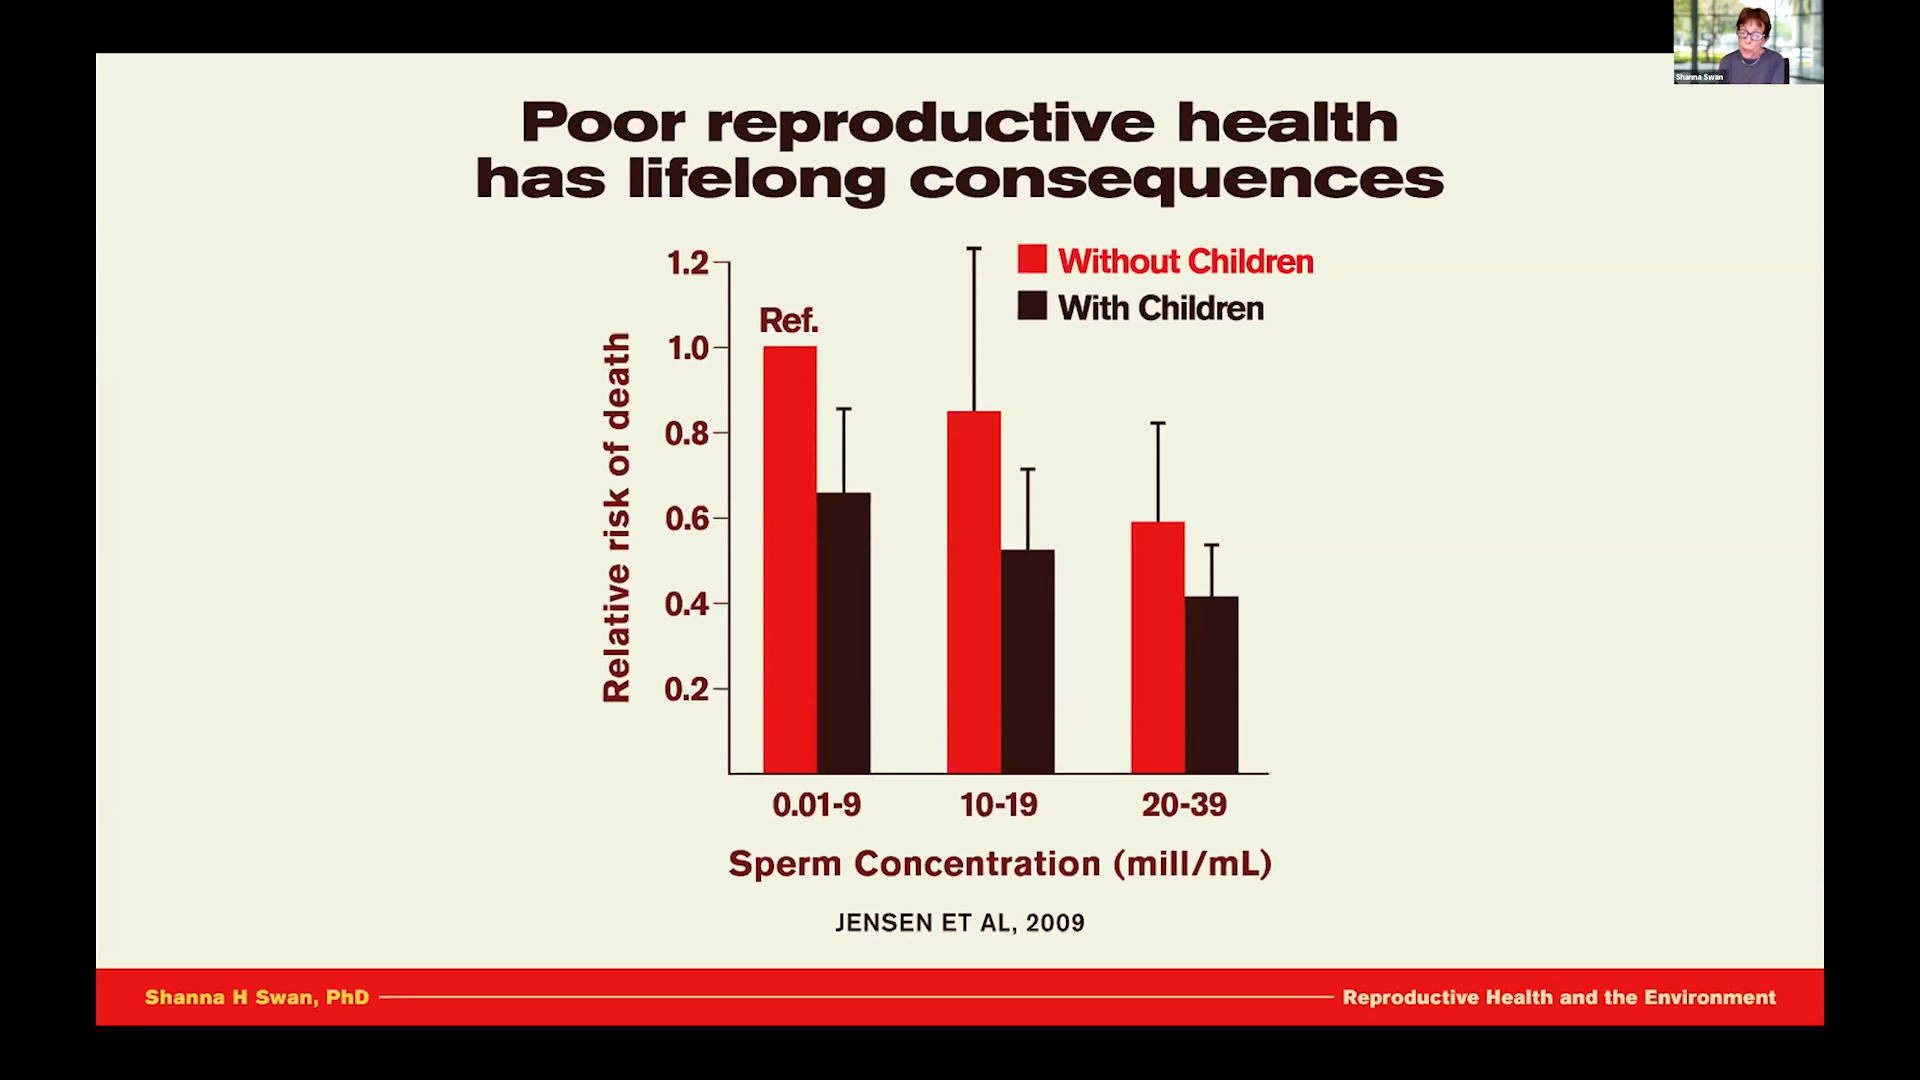 Shanna Swan
Poor reproductive health
has lifelong consequences
Without Children
With Children
Ref.
Relative risk of death
1.2
1.0
0.8
0.6
0.4
0.2
0.01-9 10-19 20-39
Sperm Concentration (mill/mL)
JENSEN ET AL, 2009
Shanna H Swan, PhD Reproductive Health and the Environment